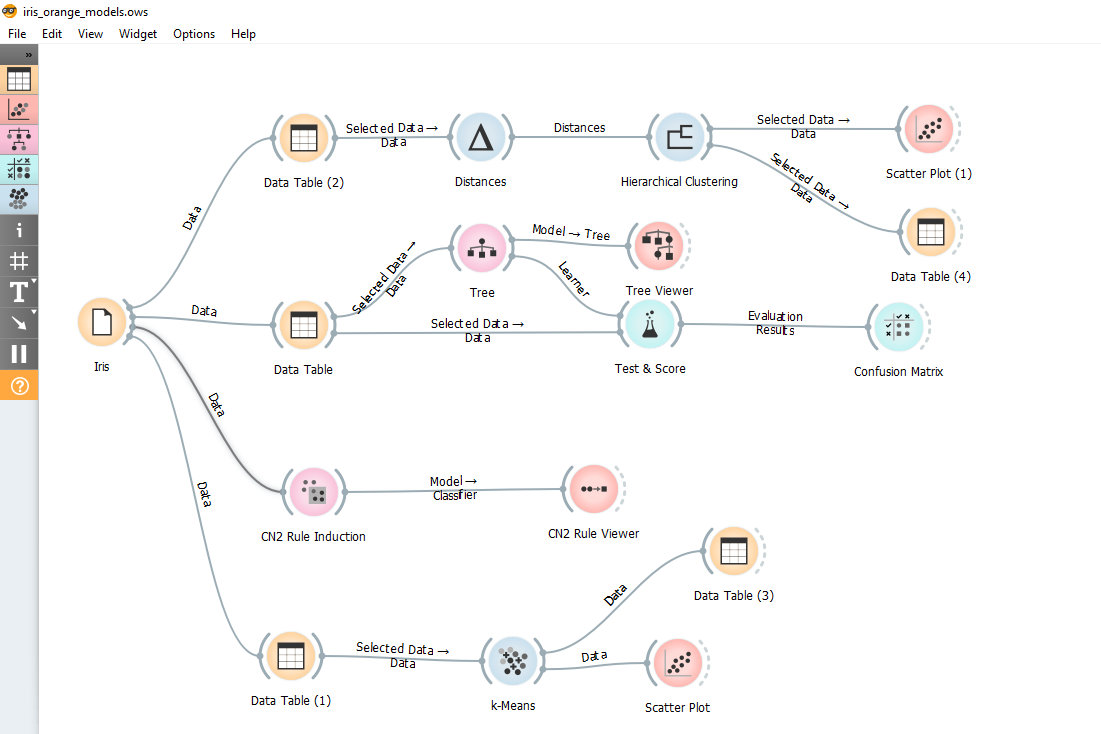 iris_orange_models.ows
File Edit View Widget Options Help
»
Selected Data → Data
Distances
Selected Data → Data
Data Table (2)
Distances
Hierarchical Clustering
Scatter Plot (1)
Selected Data → Data
Data
Model → Tree
Data Table (4)
Selected Data → Data
Learner
Tree
Tree Viewer
Data
Selected Data → Data
Evaluation Results
Iris
Data Table
Test & Score
Confusion Matrix
Data
Model → Classifier
Data
CN2 Rule Induction
CN2 Rule Viewer
Data
Data Table (3)
Selected Data → Data
Data
Data Table (1)
k-Means
Scatter Plot
i
#
T
?